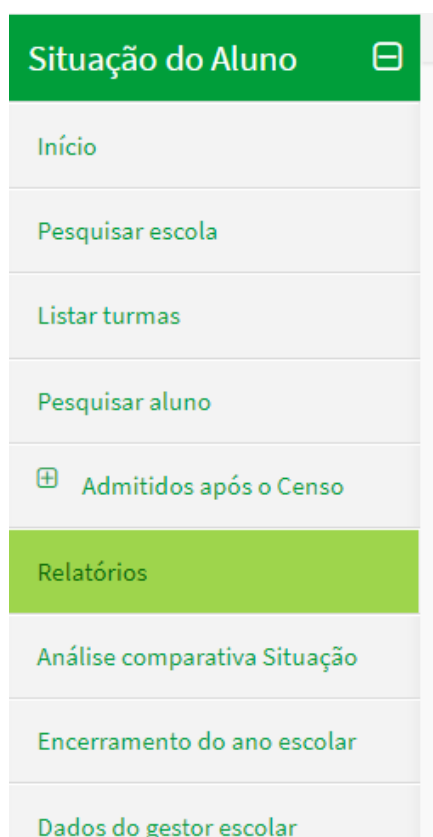 Situação do Aluno
Início
Pesquisar escola
Listar turmas
Pesquisar aluno
Admitidos após o Censo
Relatórios
Análise comparativa Situação
Encerramento do ano escolar
Dados do gestor escolar